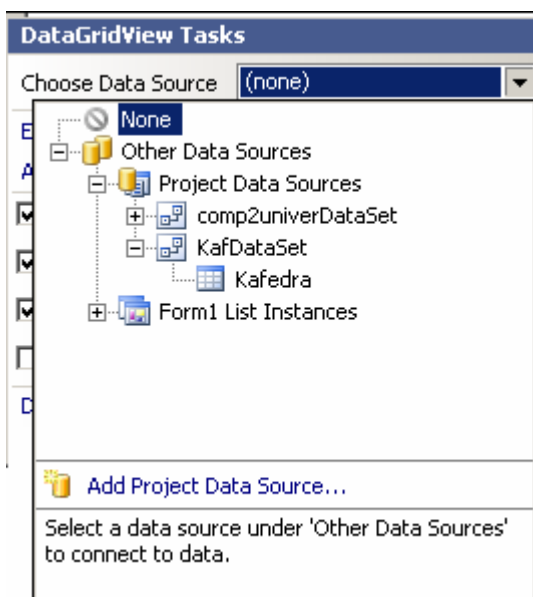 DataGridView Tasks
Choose Data Source (none)
None
Other Data Sources
Project Data Sources
comp2univerDataSet
KafDataSet
Kafedra
Form1 List Instances
Add Project Data Source...
Select a data source under 'Other Data Sources'
to connect to data.